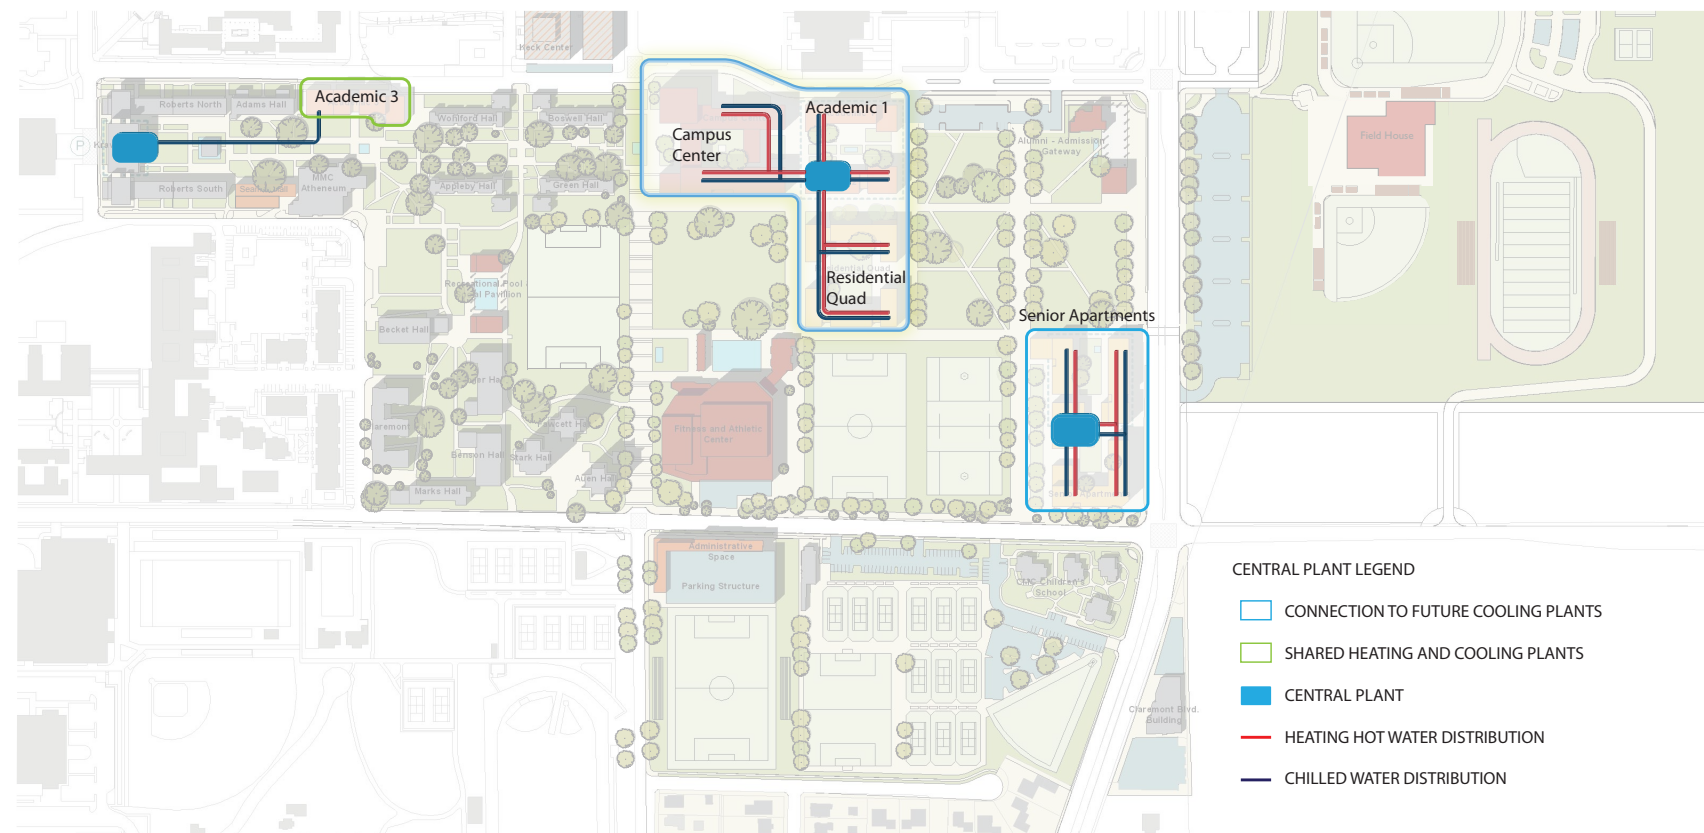 Heck Center
Academic 3
Roberts North
Adams Hall
Wohlford Hall
Boswell Hall
Academic 1
Campus
Center
Field House
Alumni - Admission
Gateway
P
MMC
Atheneum
Roberts South
Appleby Hall
Green Hall
Residential
Quad
Senior Apartments
Becket Hall
Fitness and Athletic
Center
Benson Hall
Stark Hall
Auen Hall
Marks Hall
Administrative
Space
Parking Structure
CMC Children's
School
Claremont Blvd.
Building
CENTRAL PLANT LEGEND
CONNECTION TO FUTURE COOLING PLANTS
SHARED HEATING AND COOLING PLANTS
CENTRAL PLANT
HEATING HOT WATER DISTRIBUTION
CHILLED WATER DISTRIBUTION